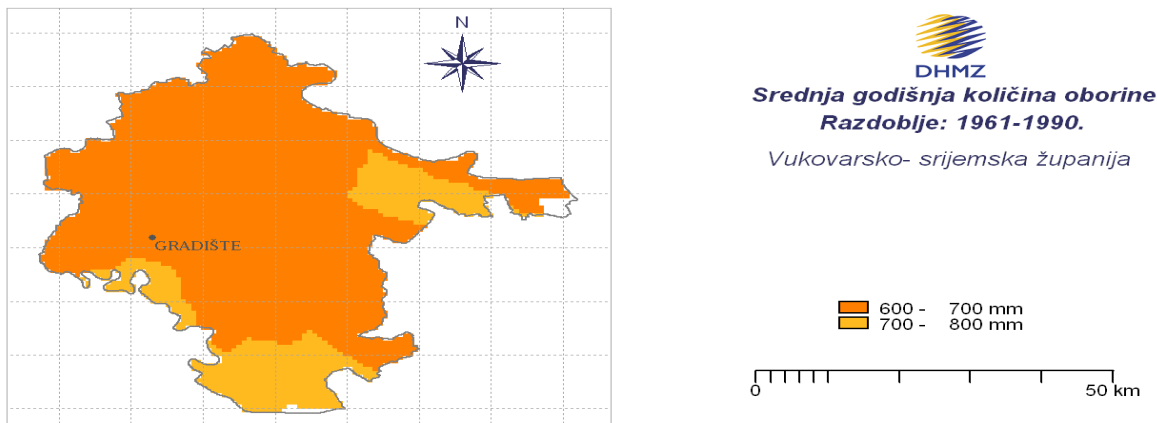 N
GRADIŠTE
DHMZ
Srednja godišnja količina oborine
Razdoblje: 1961-1990.
Vukovarsko- srijemska županija
600 - 700 mm
700 - 800 mm
0 50 km